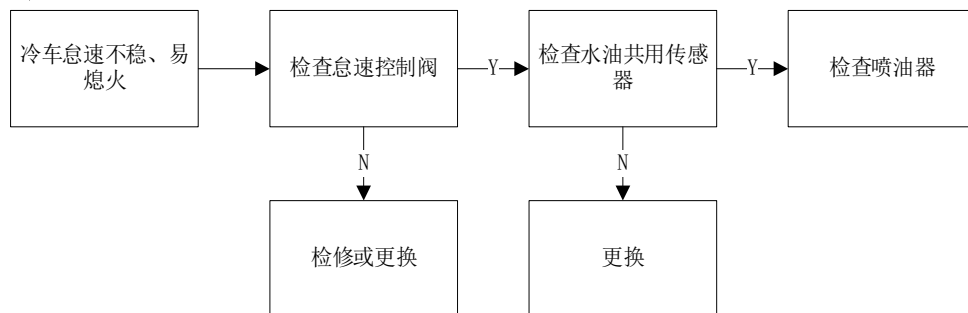 冷车怠速不稳、易
熄火
检查怠速控制阀
Y
检查水油共用传感
器
Y
检查喷油器
N
N
检修或更换
更换